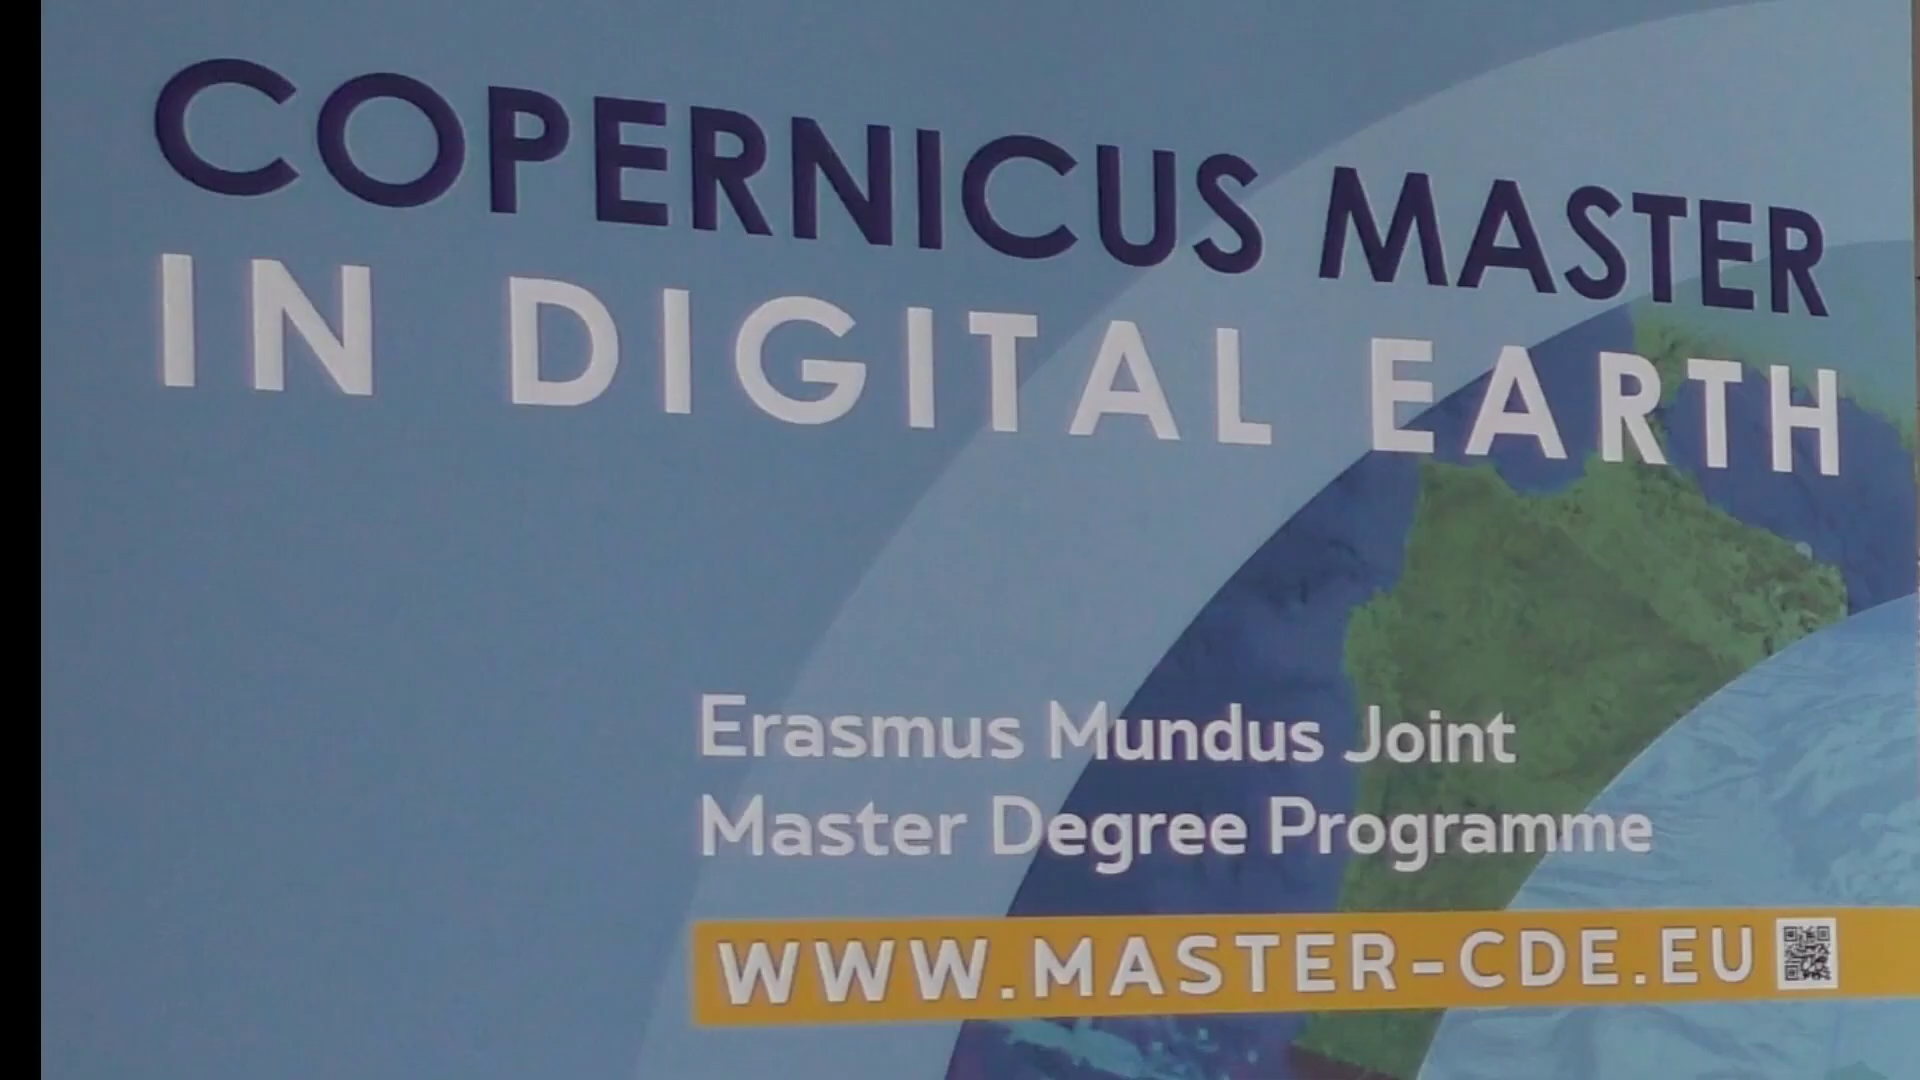 COPERNICUS MASTER
IN DIGITAL EARTH
Erasmus Mundus Joint
Master Degree Programme
WWW.MASTER-CDE.EU